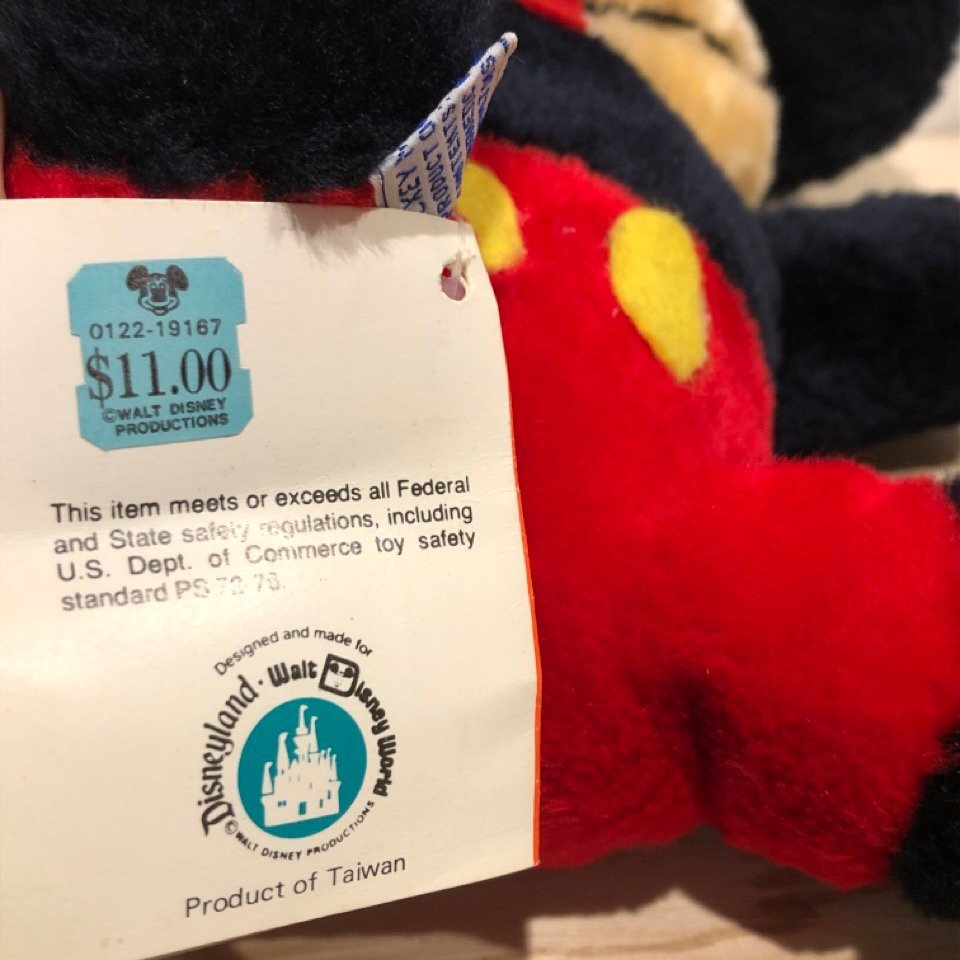 0122-19167
$11.00
©WALT DISNEY
PRODUCTIONS
This item meets or exceeds all Federal
and State safety regulations, including
U.S. Dept. of Commerce toy safety
standard PS 72-76.
Designed and made for
Disneyland · Walt Disney World
©WALT DISNEY PRODUCTIONS
Product of Taiwan
PRODUCT